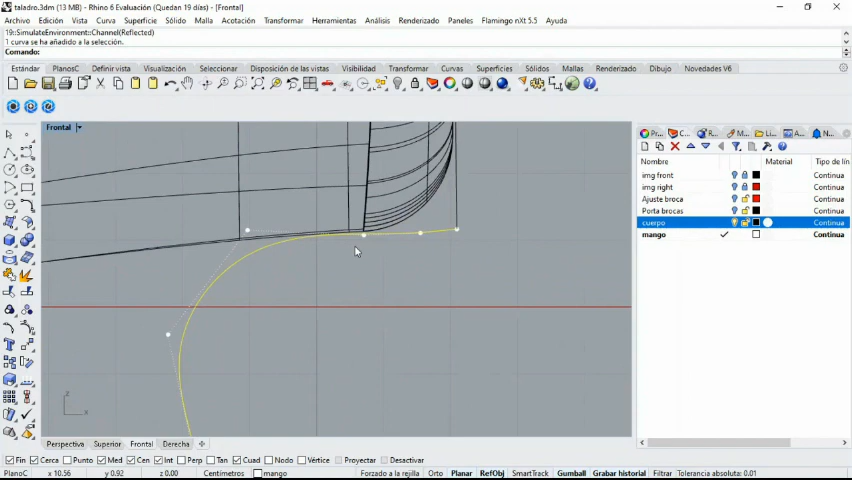 taladro.3dm (13 MB) - Rhino 6 Evaluación (Quedan 19 días) - [Frontal]
Archivo Edición Vista Curva Superficie Sólido Malla Acotación Transformar Herramientas Análisis Renderizado Paneles Flamingo nXt 5.5 Ayuda
19::SimulateEnvironment::Channel(Reflected)
1 curva se ha añadido a la selección.
Comando:
Estándar PlanosC Definir vista Visualización Seleccionar Disposición de las vistas Visibilidad Transformar Curvas Superficies Sólidos Mallas Renderizado Dibujo Novedades V6
Frontal
Pr... C... R... M... Li... A... N...
Nombre Material Tipo de lín
img front Continua
img right Continua
Ajuste broca Continua
Porta brocas Continua
cuerpo Continua
mango Continua
z
x
Perspectiva Superior Frontal Derecha
Fin Cerca Punto Med Cen Int Perp Tan Cuad Nodo Vértice Proyectar Desactivar
PlanoC x 10.56 y 0.92 z 0.00 Centímetros mango Forzado a la rejilla Orto Planar RefObj SmartTrack Gumball Grabar historial Filtrar Tolerancia absoluta: 0.01